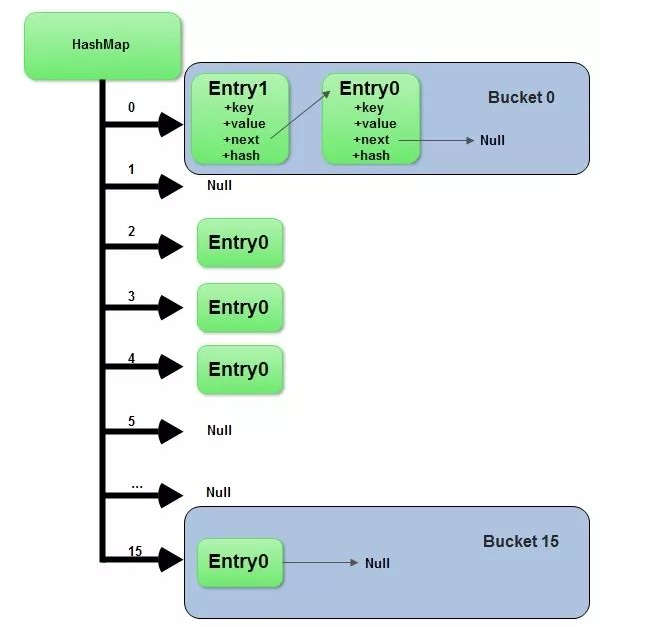 HashMap
0
Entry1
+key
+value
+next
+hash
Entry0
+key
+value
+next
+hash
Bucket 0
Null
1
Null
2
Entry0
3
Entry0
4
Entry0
5
Null
...
Null
15
Entry0
Null
Bucket 15